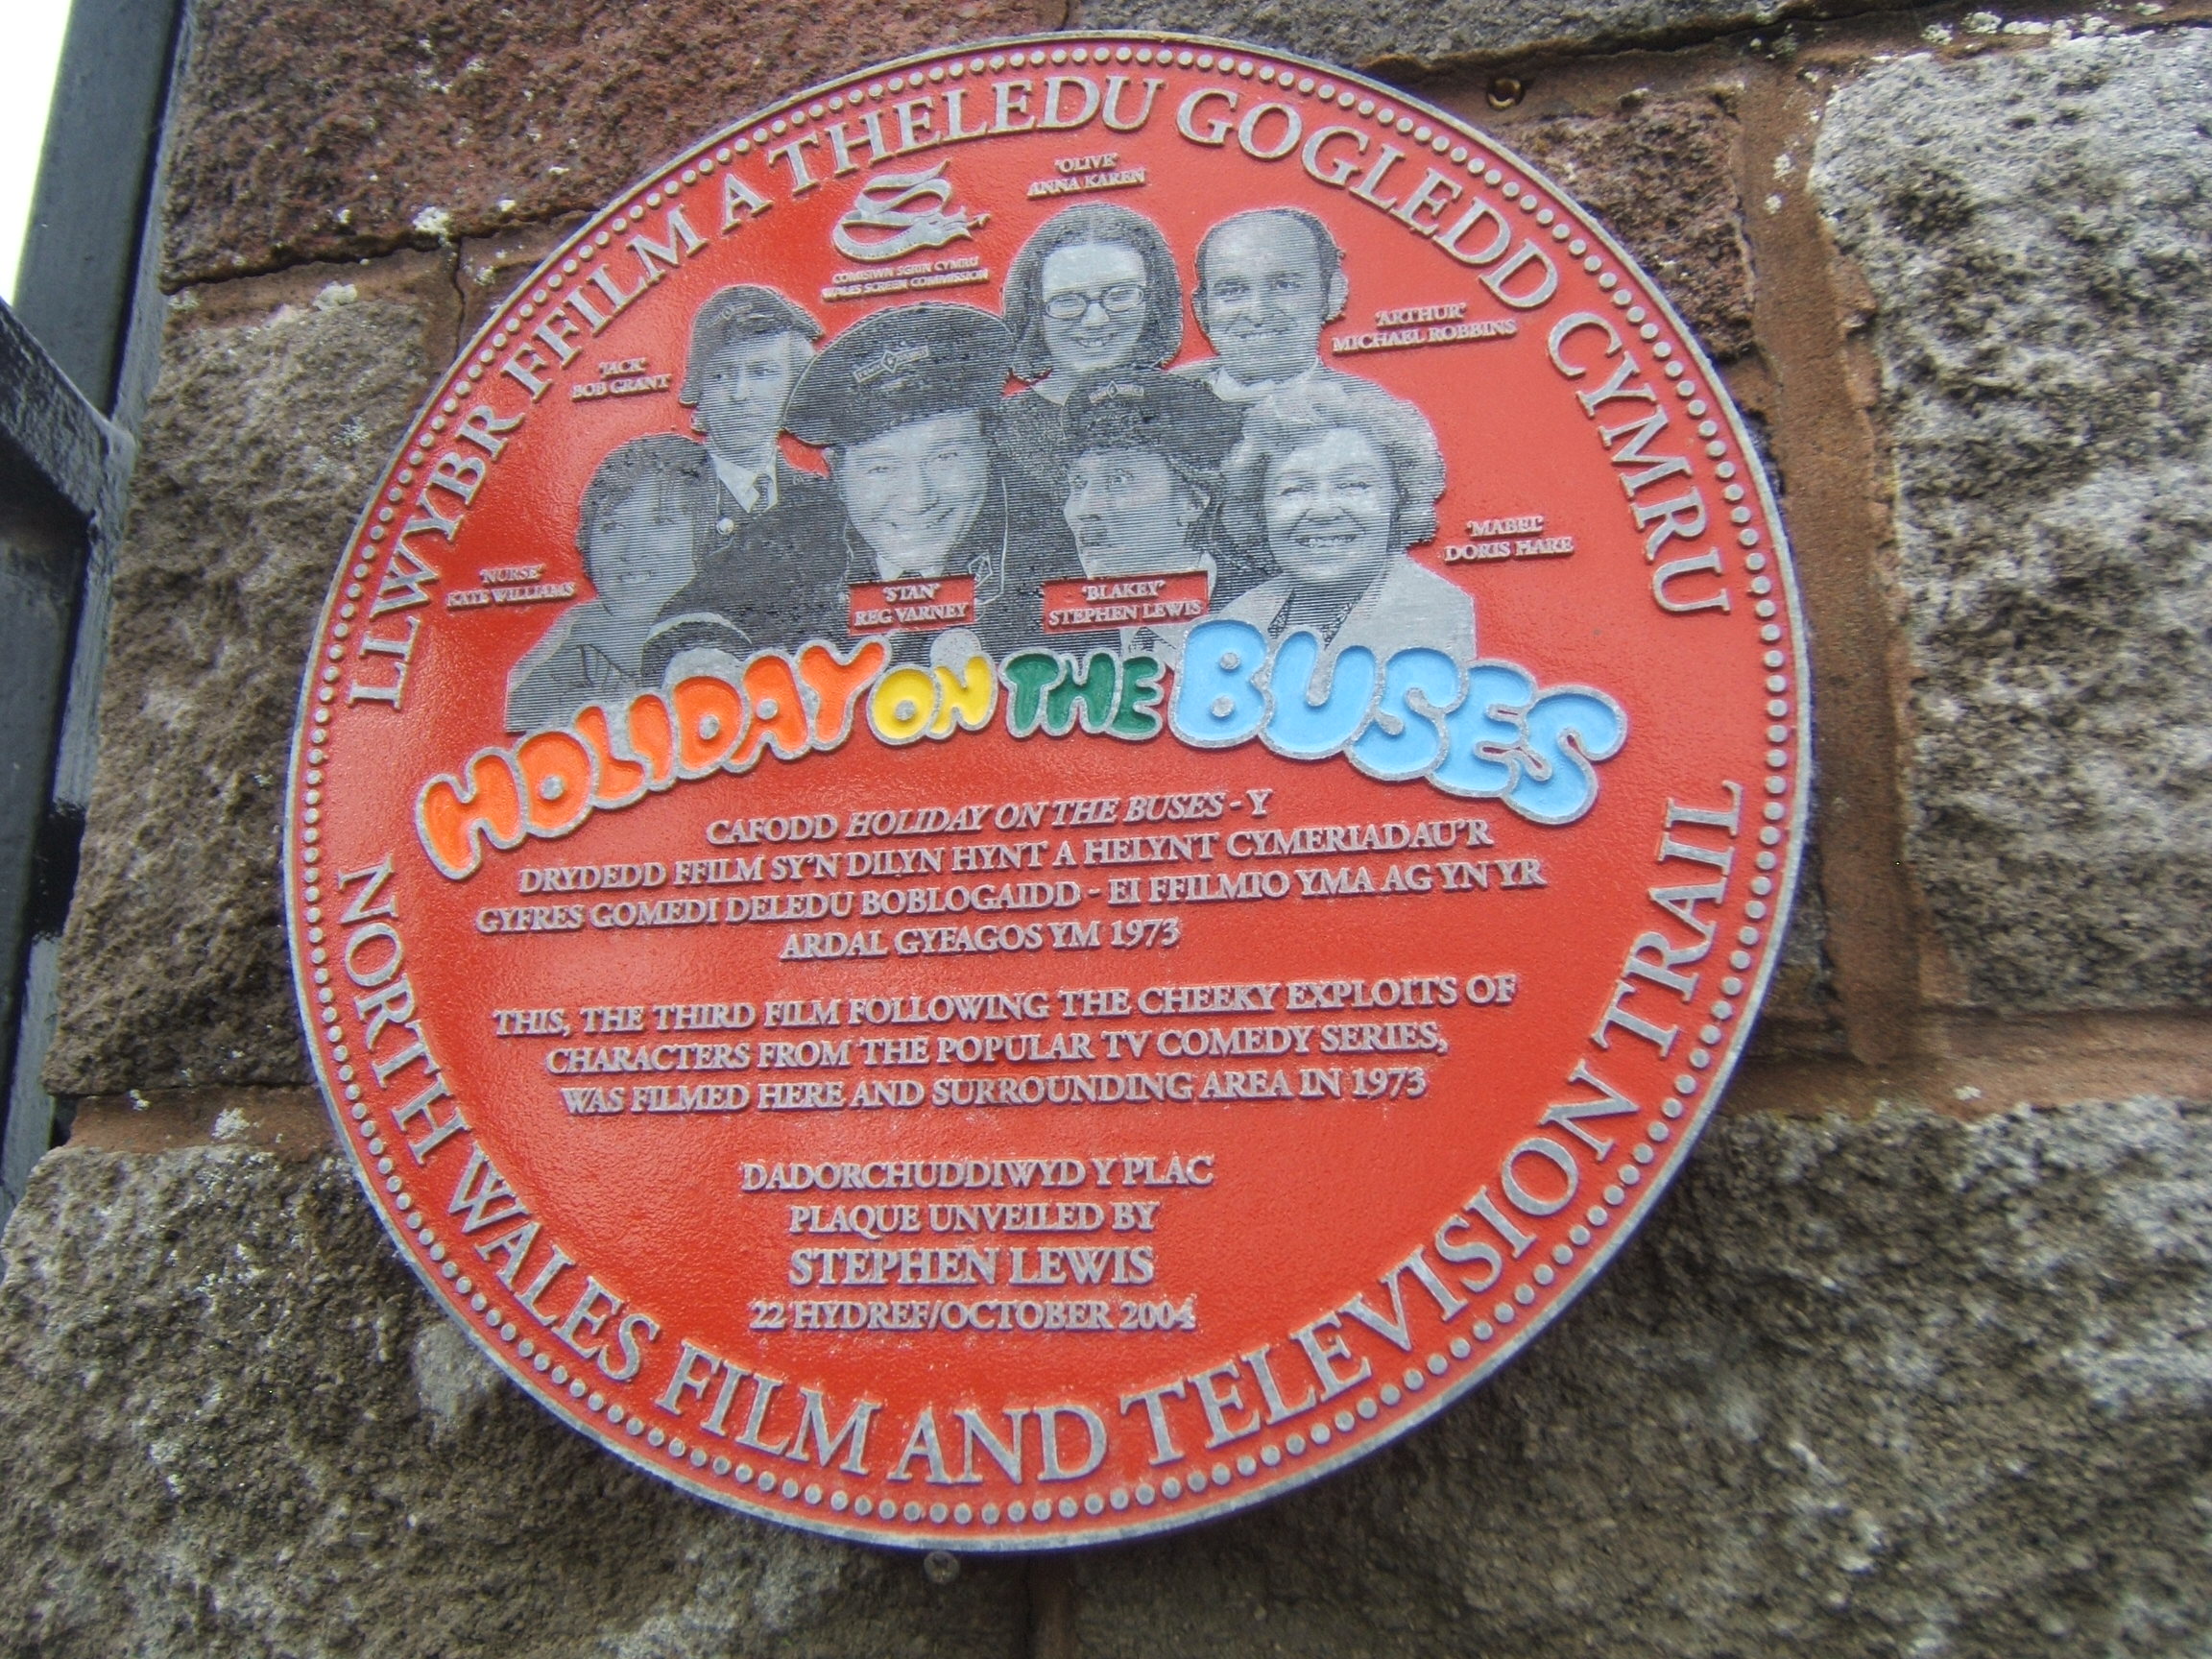 LLWYBR FFILM A THELEDU GOGLEDD CYMRU
COMISIWN SGRIN CYMRU
WALES SCREEN COMMISSION
'OLIVE'
ANNA KAREN
'ARTHUR'
MICHAEL ROBBINS
'JACK'
BOB GRANT
'MABEL'
DORIS HARE
'NURSE'
KATE WILLIAMS
'STAN'
REG VARNEY
'BLAKEY'
STEPHEN LEWIS
HOLIDAY ON THE BUSES
CAFODD HOLIDAY ON THE BUSES - Y
DRYDEDD FFILM SY'N DILYN HYNT A HELYNT CYMERIADAU'R
GYFRES GOMEDI DELEDU BOBLOGAIDD - EI FFILMIO YMA AG YN YR
ARDAL GYFAGOS YM 1973
THIS, THE THIRD FILM FOLLOWING THE CHEEKY EXPLOITS OF
CHARACTERS FROM THE POPULAR TV COMEDY SERIES,
WAS FILMED HERE AND SURROUNDING AREA IN 1973
DADORCHUDDIWYD Y PLAC
PLAQUE UNVEILED BY
STEPHEN LEWIS
22 HYDREF/OCTOBER 2004
NORTH WALES FILM AND TELEVISION TRAIL